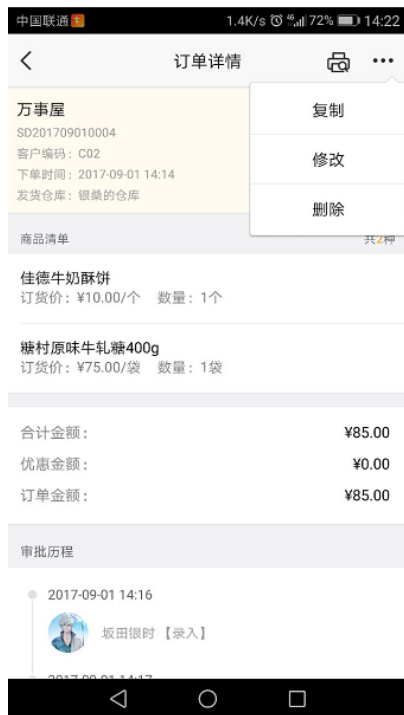 中国联通 1.4K/s 4G 72% 14:22
订单详情
复制
修改
删除
万事屋
SD201709010004
客户编码：C02
下单时间：2017-09-01 14:14
发货仓库：银桑的仓库
商品清单 共2种
佳德牛奶酥饼
订货价：¥10.00/个 数量：1个
糖村原味牛轧糖400g
订货价：¥75.00/袋 数量：1袋
合计金额： ¥85.00
优惠金额： ¥0.00
订单金额： ¥85.00
审批历程
2017-09-01 14:16
坂田银时【录入】
2017-09-01 14:17